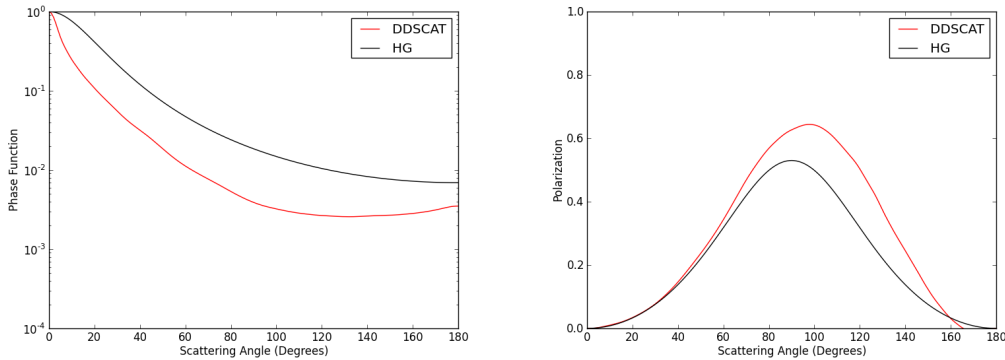 10^0
10^-1
10^-2
10^-3
10^-4
Phase Function
0 20 40 60 80 100 120 140 160 180
Scattering Angle (Degrees)
DDSCAT
HG
1.0
0.8
0.6
0.4
0.2
0.0
Polarization
0 20 40 60 80 100 120 140 160 180
Scattering Angle (Degrees)
DDSCAT
HG